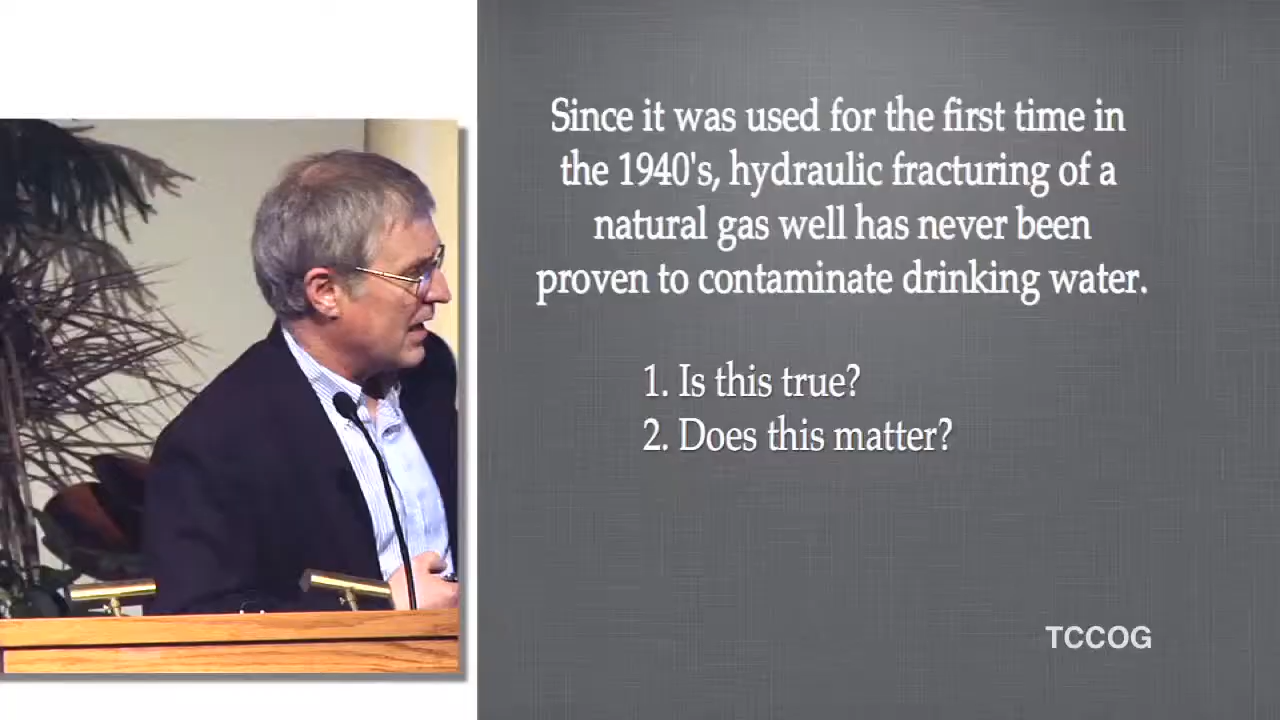 Since it was used for the first time in
the 1940's, hydraulic fracturing of a
natural gas well has never been
proven to contaminate drinking water.
1. Is this true?
2. Does this matter?
TCCOG